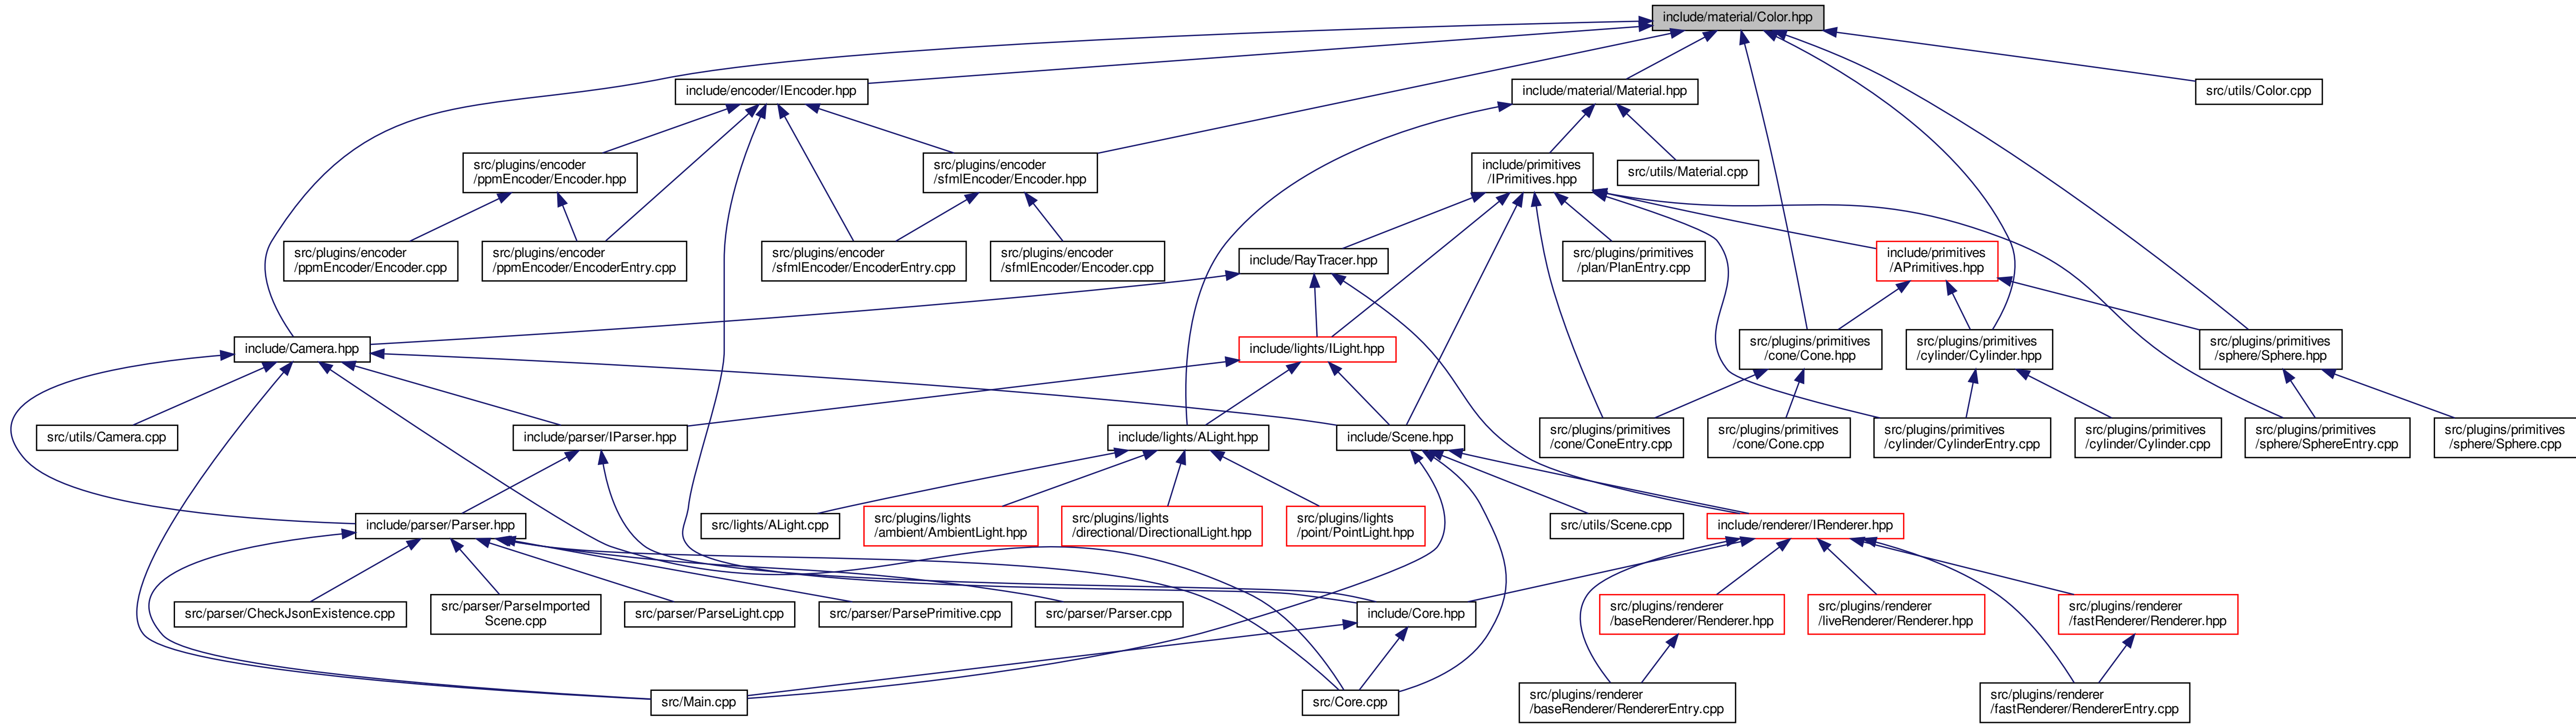 include/material/Color.hpp
include/encoder/IEncoder.hpp
include/material/Material.hpp
src/utils/Color.cpp
src/plugins/encoder
/ppmEncoder/Encoder.hpp
src/plugins/encoder
/sfmlEncoder/Encoder.hpp
include/primitives
/IPrimitives.hpp
src/utils/Material.cpp
src/plugins/encoder
/ppmEncoder/Encoder.cpp
src/plugins/encoder
/ppmEncoder/EncoderEntry.cpp
src/plugins/encoder
/sfmlEncoder/EncoderEntry.cpp
src/plugins/encoder
/sfmlEncoder/Encoder.cpp
include/RayTracer.hpp
src/plugins/primitives
/plan/PlanEntry.cpp
include/primitives
/APrimitives.hpp
include/Camera.hpp
include/lights/ILight.hpp
src/plugins/primitives
/cone/Cone.hpp
src/plugins/primitives
/cylinder/Cylinder.hpp
src/plugins/primitives
/sphere/Sphere.hpp
src/utils/Camera.cpp
include/parser/IParser.hpp
include/lights/ALight.hpp
include/Scene.hpp
src/plugins/primitives
/cone/ConeEntry.cpp
src/plugins/primitives
/cone/Cone.cpp
src/plugins/primitives
/cylinder/CylinderEntry.cpp
src/plugins/primitives
/cylinder/Cylinder.cpp
src/plugins/primitives
/sphere/SphereEntry.cpp
src/plugins/primitives
/sphere/Sphere.cpp
include/parser/Parser.hpp
src/lights/ALight.cpp
src/plugins/lights
/ambient/AmbientLight.hpp
src/plugins/lights
/directional/DirectionalLight.hpp
src/plugins/lights
/point/PointLight.hpp
src/utils/Scene.cpp
include/renderer/IRenderer.hpp
src/parser/CheckJsonExistence.cpp
src/parser/ParseImported
Scene.cpp
src/parser/ParseLight.cpp
src/parser/ParsePrimitive.cpp
src/parser/Parser.cpp
include/Core.hpp
src/plugins/renderer
/baseRenderer/Renderer.hpp
src/plugins/renderer
/liveRenderer/Renderer.hpp
src/plugins/renderer
/fastRenderer/Renderer.hpp
src/Main.cpp
src/Core.cpp
src/plugins/renderer
/baseRenderer/RendererEntry.cpp
src/plugins/renderer
/fastRenderer/RendererEntry.cpp